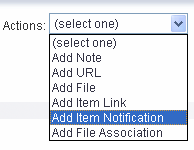 Actions: (select one)
(select one)
Add Note
Add URL
Add File
Add Item Link
Add Item Notification
Add File Association